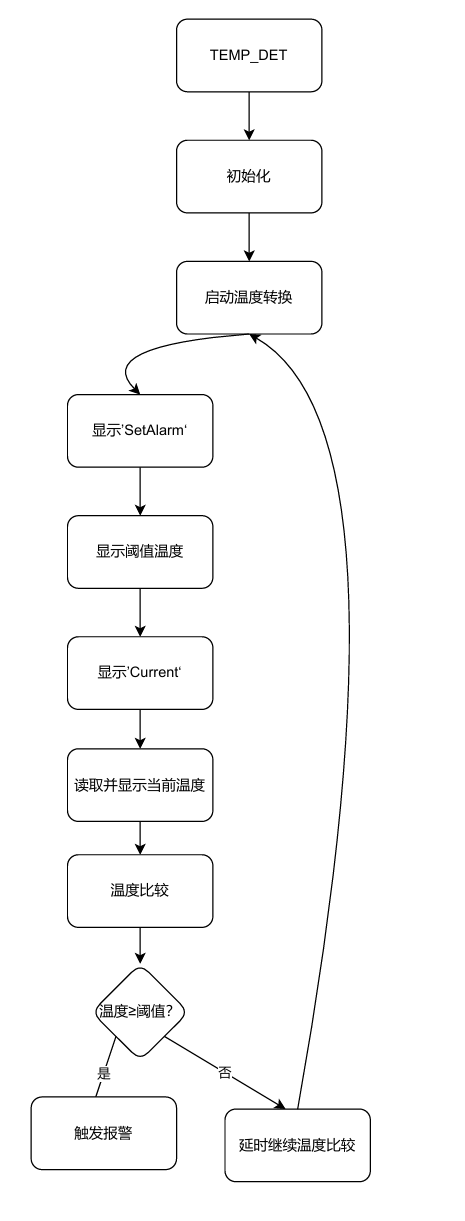 TEMP_DET
初始化
启动温度转换
显示'SetAlarm‘
显示阈值温度
显示'Current‘
读取并显示当前温度
温度比较
温度≥阈值?
是
否
触发报警
延时继续温度比较